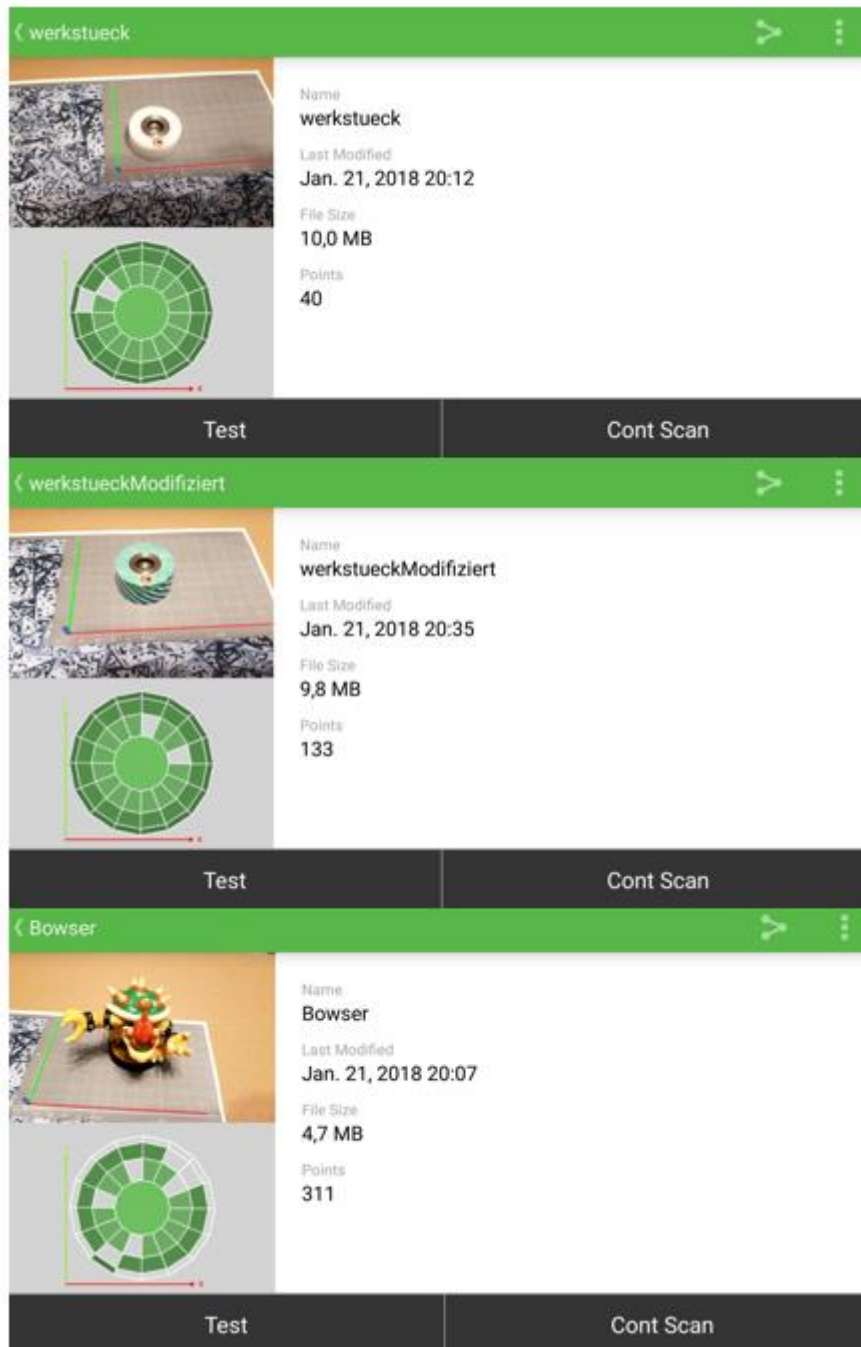 werkstueck
Name
werkstueck
Last Modified
Jan. 21, 2018 20:12
File Size
10,0 MB
Points
40
Test
Cont Scan
werkstueckModifiziert
Name
werkstueckModifiziert
Last Modified
Jan. 21, 2018 20:35
File Size
9,8 MB
Points
133
Test
Cont Scan
Bowser
Name
Bowser
Last Modified
Jan. 21, 2018 20:07
File Size
4,7 MB
Points
311
Test
Cont Scan